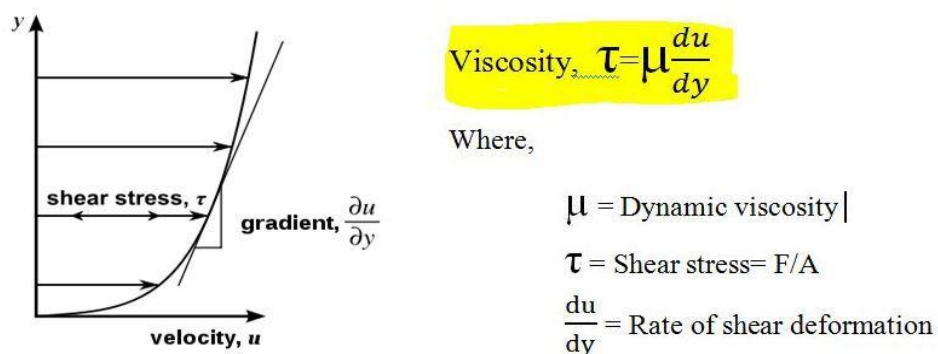 y
shear stress, τ
gradient, ∂u/∂y
velocity, u
Viscosity, τ=μ du/dy
Where,
μ = Dynamic viscosity
τ = Shear stress= F/A
du/dy = Rate of shear deformation